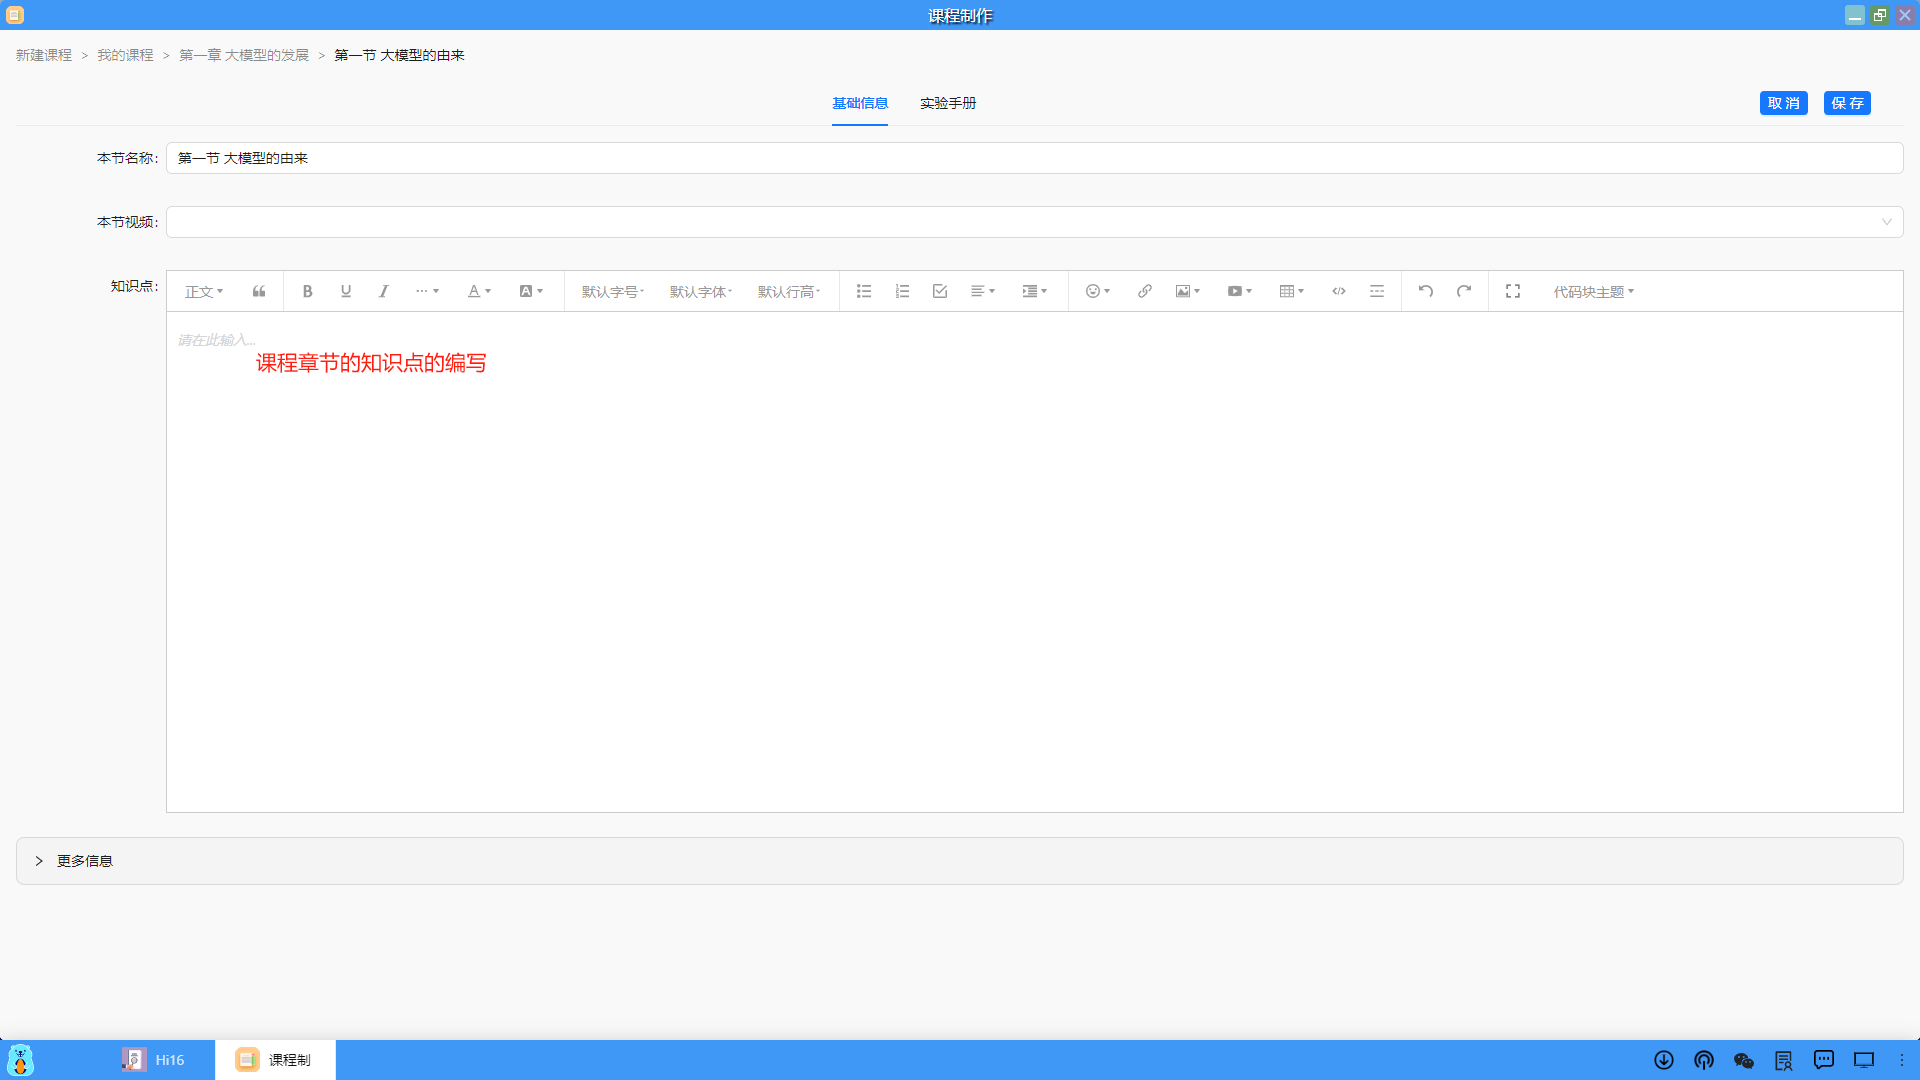 课程制作
新建课程 > 我的课程 > 第一章 大模型的发展 > 第一节 大模型的由来
基础信息 实验手册 取消 保存
本节名称: 第一节 大模型的由来
本节视频:
知识点: 正文 默认字号 默认字体 默认行高 代码块主题
请在此输入...
课程章节的知识点的编写
更多信息
Hi16 课程制